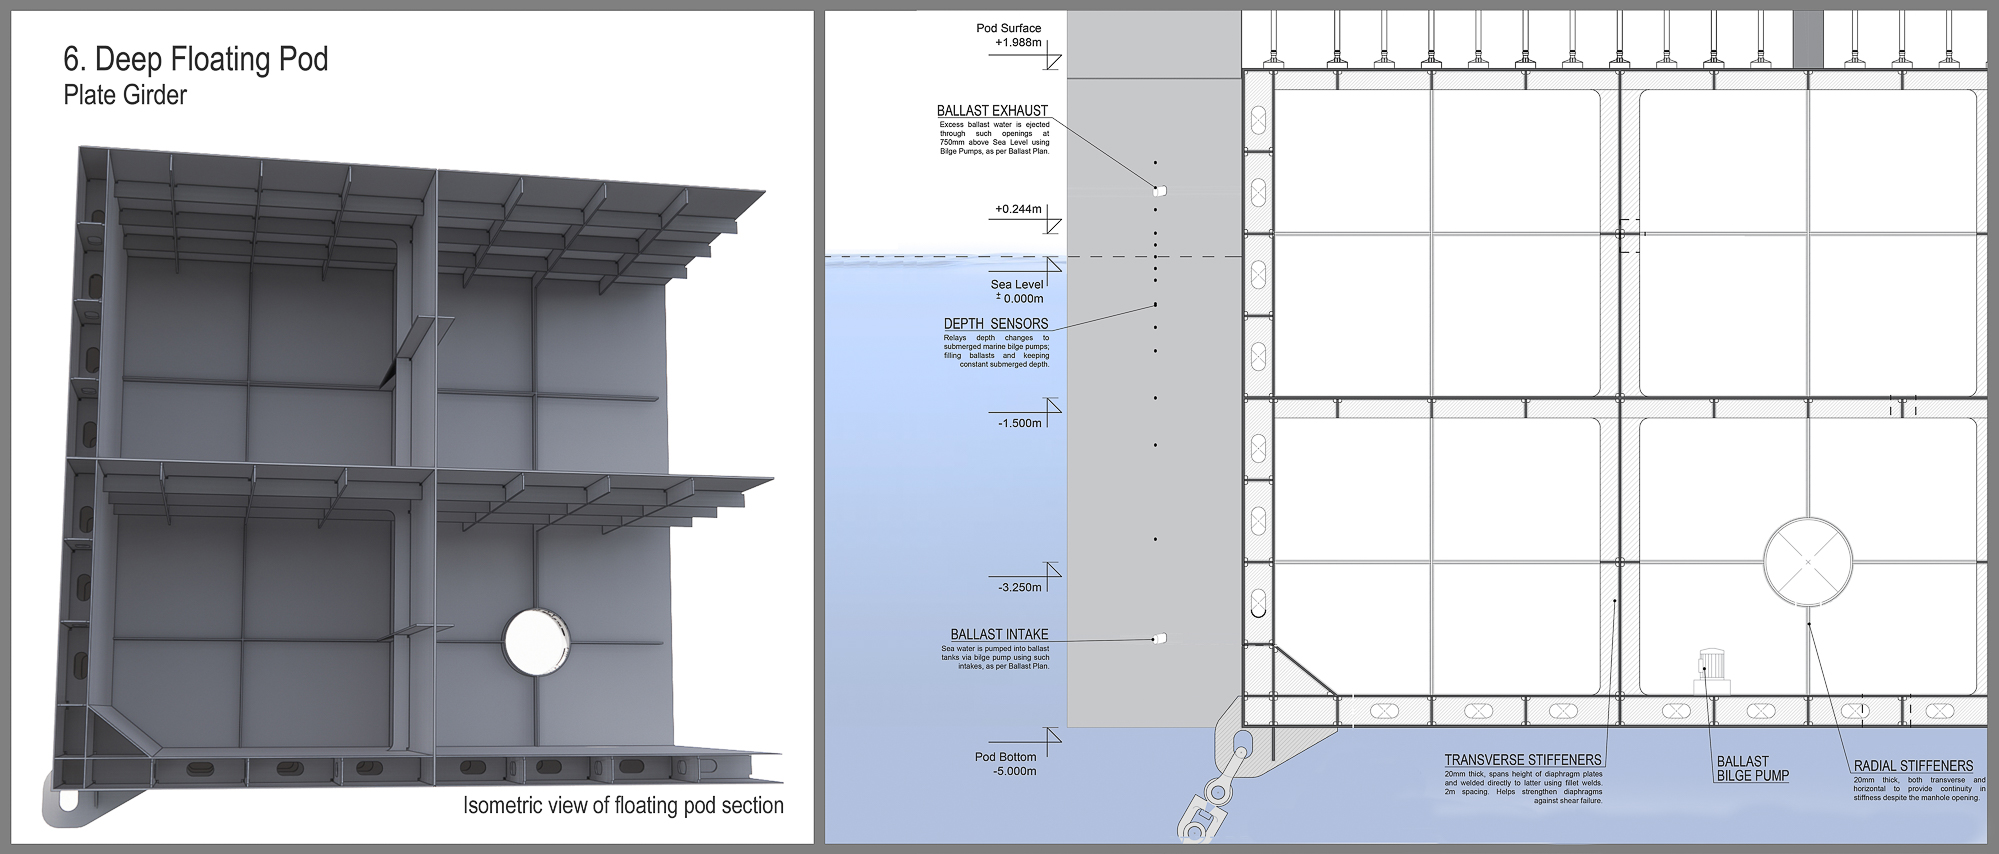 6. Deep Floating Pod
Plate Girder
Isometric view of floating pod section
Pod Surface
+1.988m
BALLAST EXHAUST
Excess ballast water is ejected
through such openings at
750mm above Sea Level using
Bilge Pumps, as per Ballast Plan.
+0.244m
Sea Level
± 0.000m
DEPTH SENSORS
Relays depth changes to
submerged marine bilge pumps;
filling ballasts and keeping
constant submerged depth.
-1.500m
-3.250m
BALLAST INTAKE
Sea water is pumped into ballast
tanks via bilge pump using such
intakes, as per Ballast Plan.
Pod Bottom
-5.000m
TRANSVERSE STIFFENERS
20mm thick, spans height of diaphragm plates
and welded directly to latter using fillet welds.
2m spacing. Helps strengthen diaphragms
against shear failure.
BALLAST
BILGE PUMP
RADIAL STIFFENERS
20mm thick, both transverse and
horizontal to provide continuity in
stiffness despite the manhole opening.